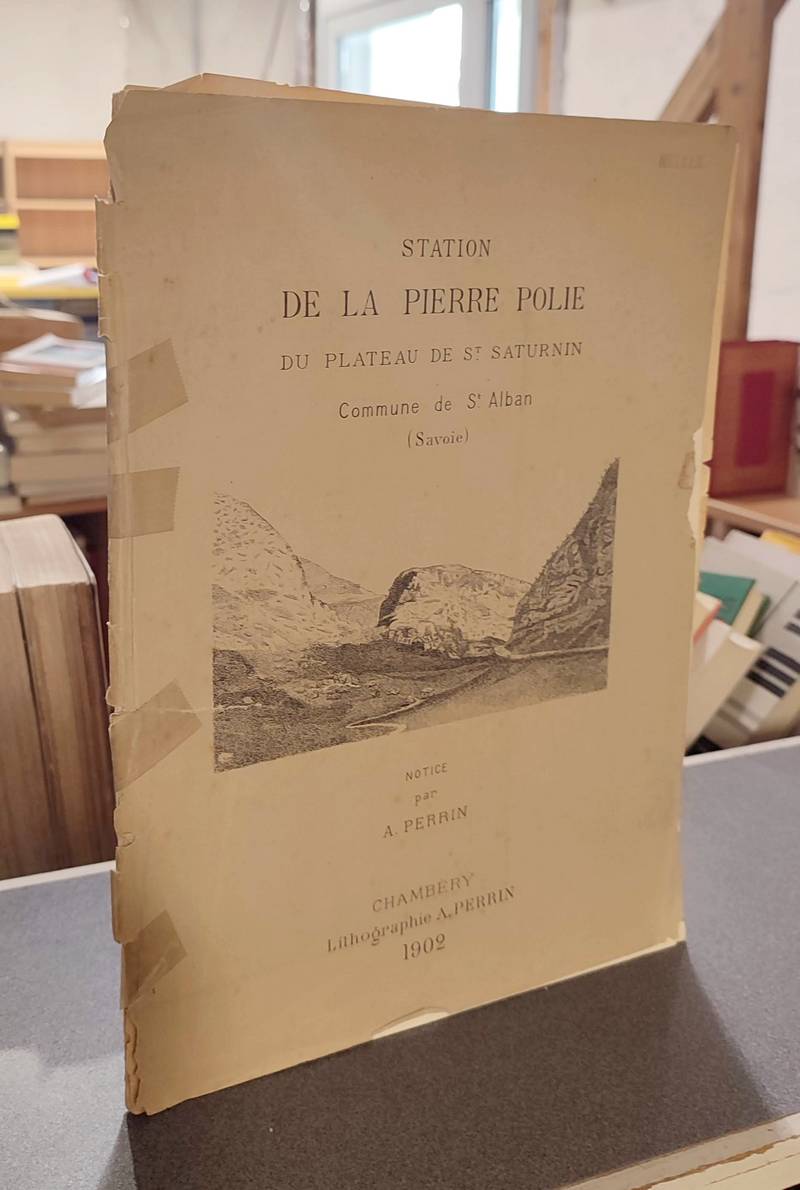 STATION
DE LA PIERRE POLIE
DU PLATEAU DE ST SATURNIN
Commune de St Alban
(Savoie)
NOTICE
par
A. PERRIN
CHAMBÉRY
Lithographie A. PERRIN
1902